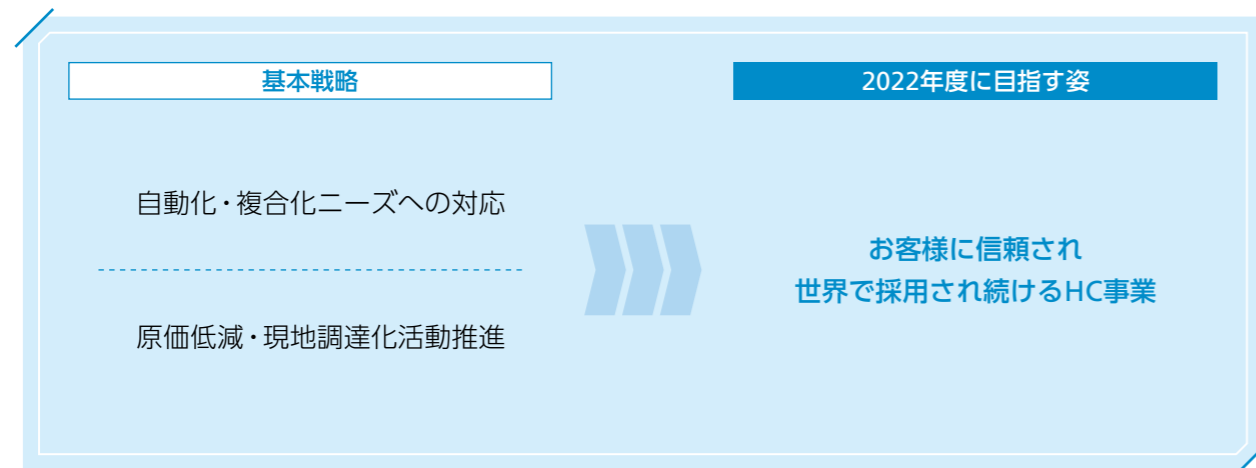 基本戦略
自動化・複合化ニーズへの対応
原価低減・現地調達化活動推進
2022年度に目指す姿
お客様に信頼され
世界で採用され続けるHC事業